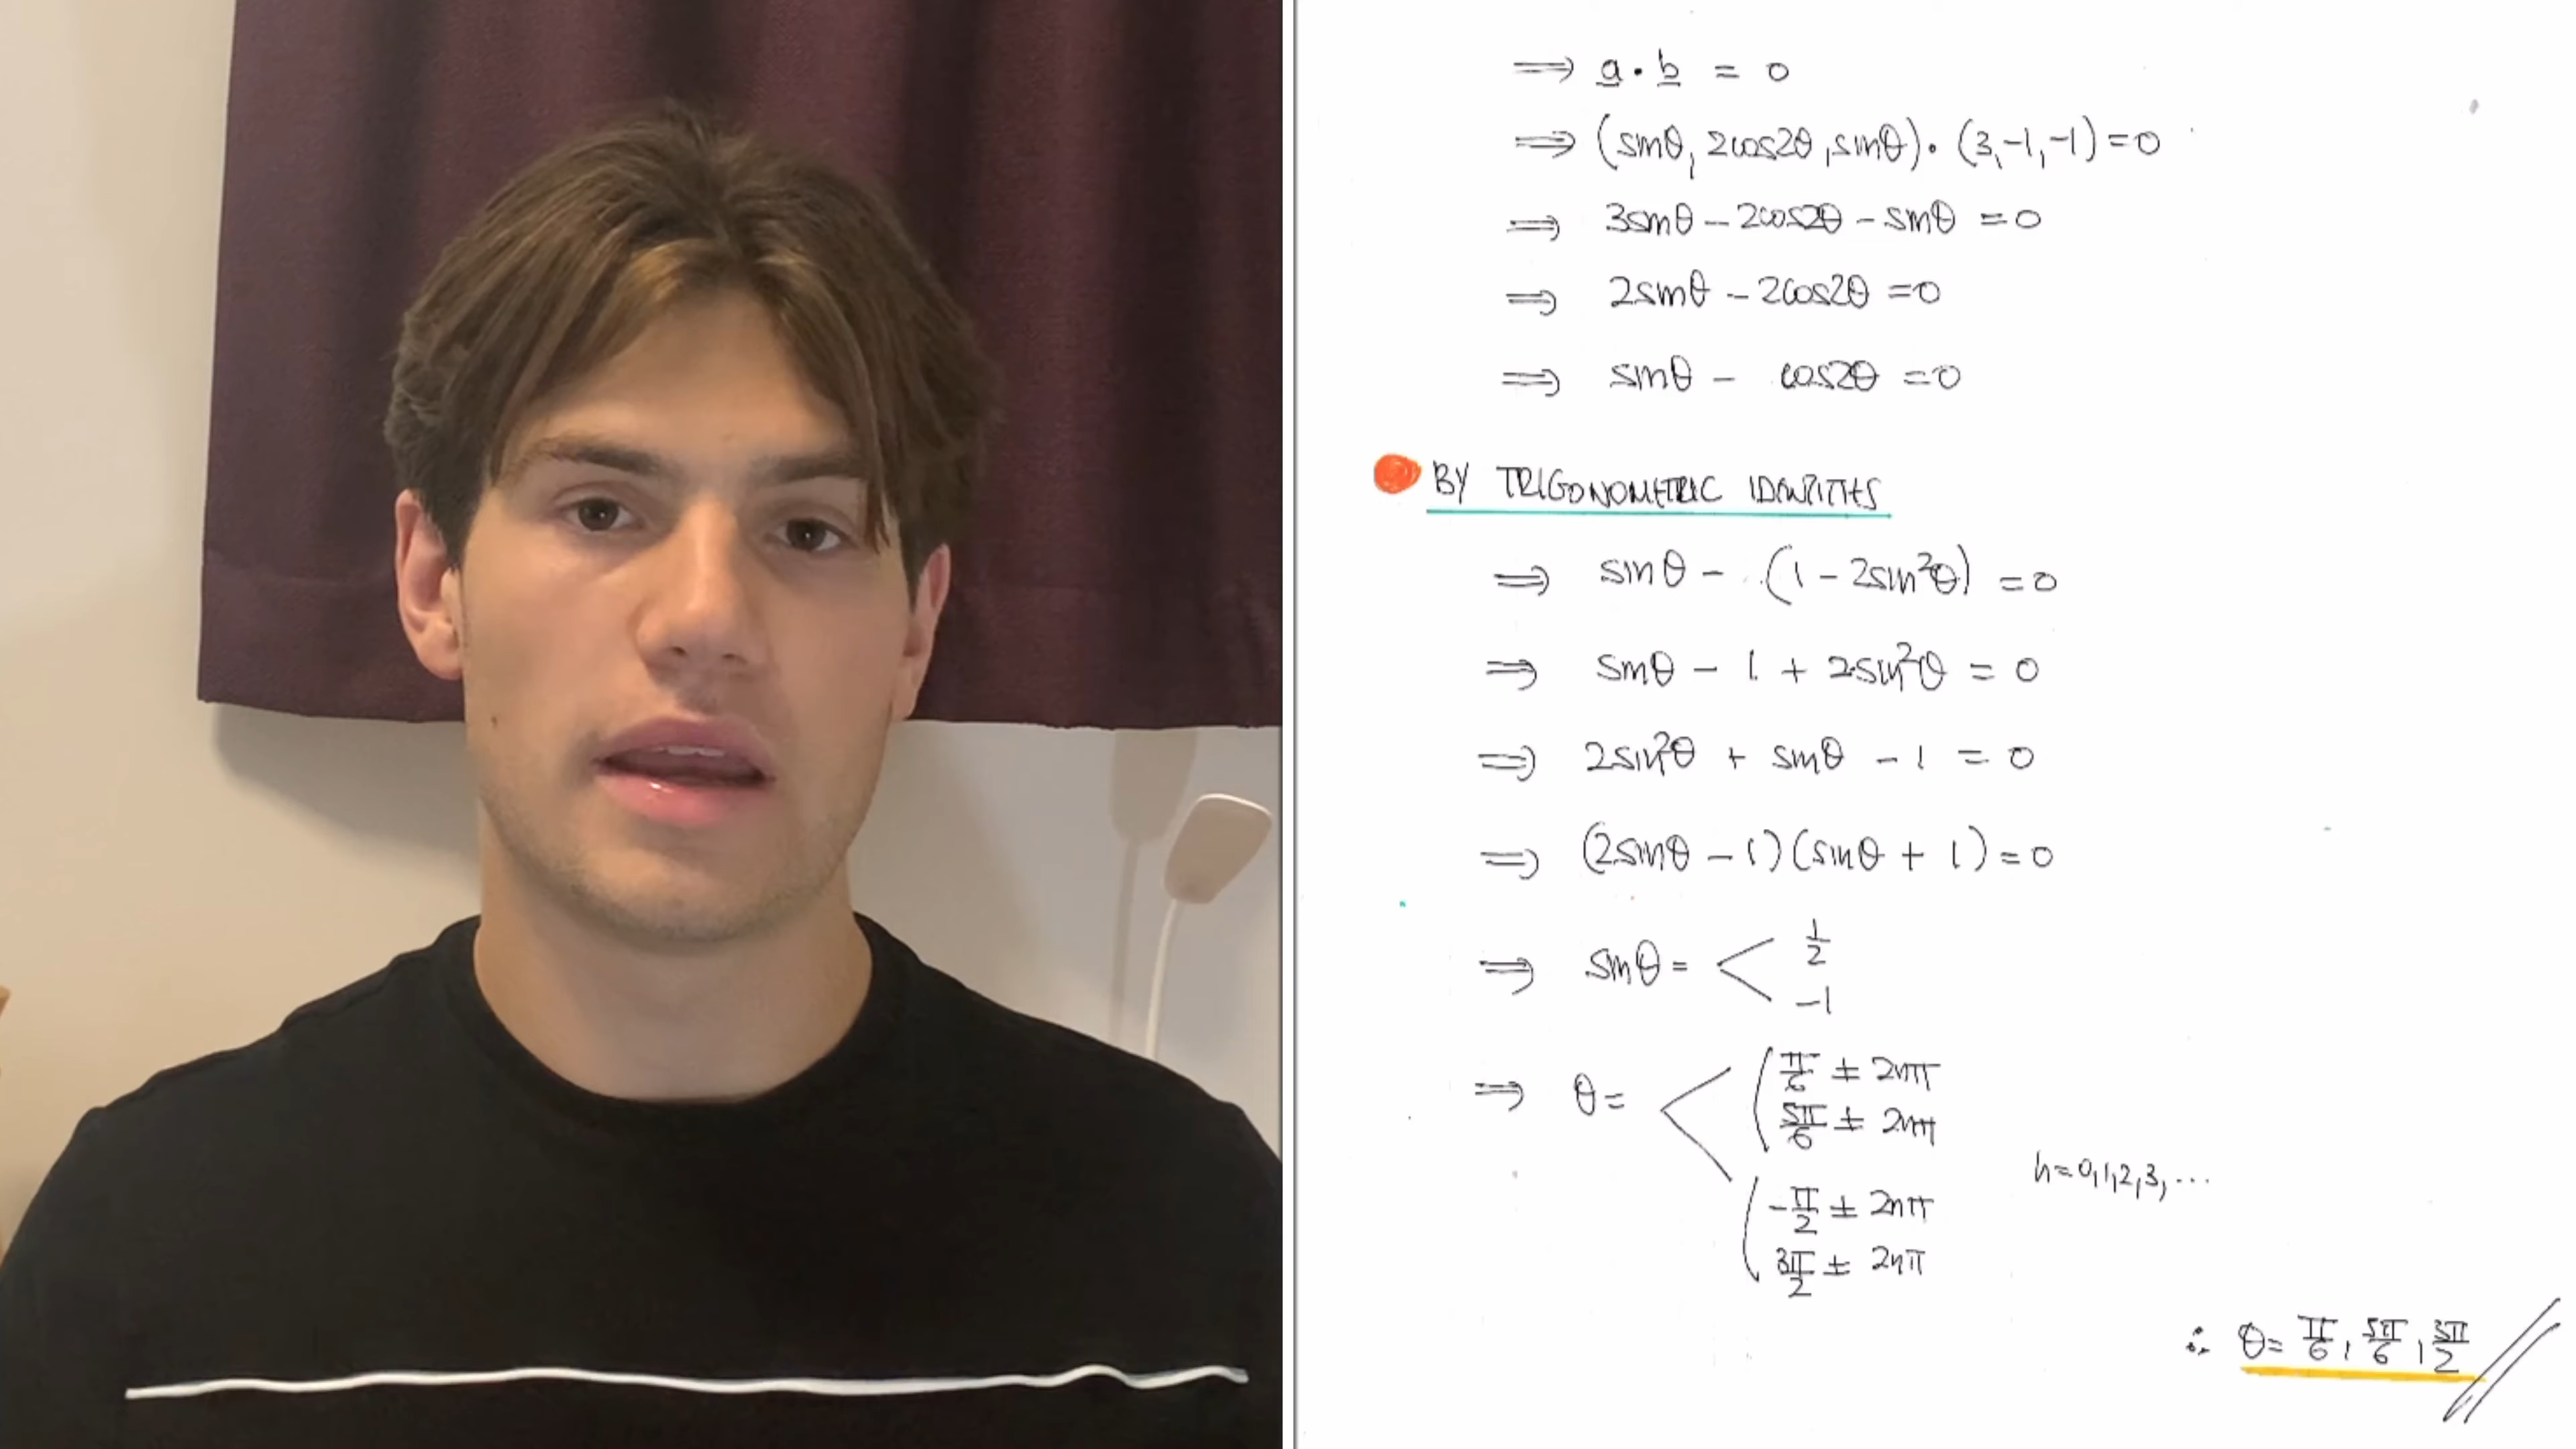 ⟹ a · b = 0
⟹ (sinθ, 2cos2θ, sinθ) · (3, -1, -1) = 0
⟹ 3sinθ - 2cos2θ - sinθ = 0
⟹ 2sinθ - 2cos2θ = 0
⟹ sinθ - cos2θ = 0
BY TRIGONOMETRIC IDENTITIES
⟹ sinθ - (1 - 2sin²θ) = 0
⟹ sinθ - 1 + 2sin²θ = 0
⟹ 2sin²θ + sinθ - 1 = 0
⟹ (2sinθ - 1)(sinθ + 1) = 0
⟹ sinθ = < 1/2
-1
⟹ θ = < ( π/6 ± 2nπ
5π/6 ± 2nπ
( -π/2 ± 2nπ
3π/2 ± 2nπ
n = 0, 1, 2, 3, ...
∴ θ = π/6, 5π/6, 3π/2